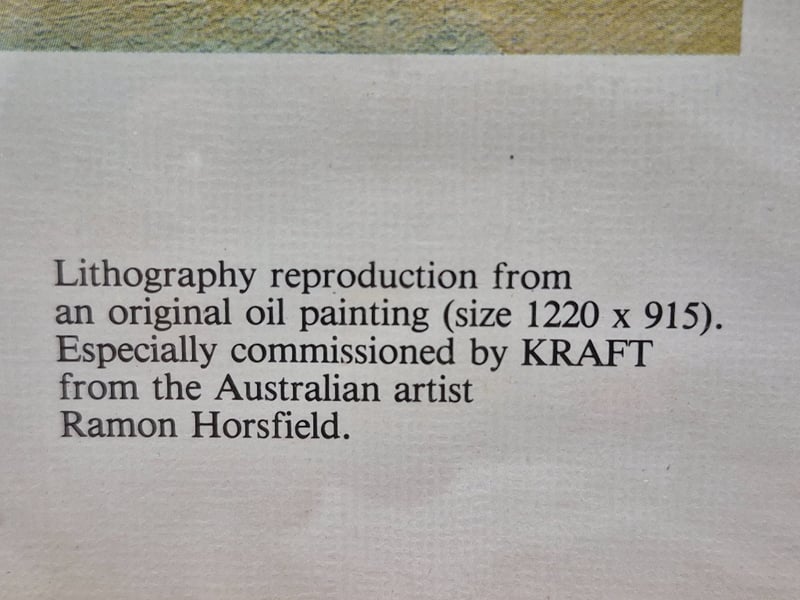 Lithography reproduction from
an original oil painting (size 1220 x 915).
Especially commissioned by KRAFT
from the Australian artist
Ramon Horsfield.